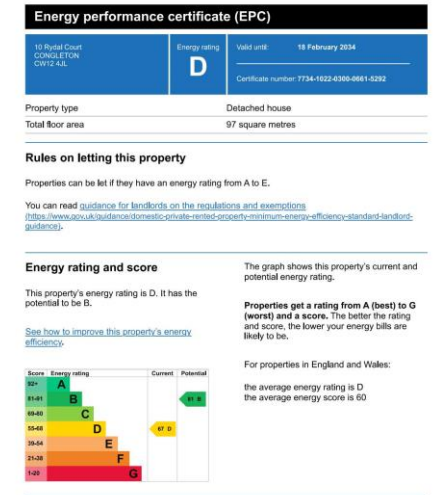 Energy performance certificate (EPC)
10 Rydal Court
CONGLETON
CW12 4JL
Energy rating
D
Valid until: 18 February 2034
Certificate number: 7734-1022-0300-0661-5292
Property type Detached house
Total floor area 97 square metres
Rules on letting this property
Properties can be let if they have an energy rating from A to E.
You can read guidance for landlords on the regulations and exemptions
(https://www.gov.uk/guidance/domestic-private-rented-property-minimum-energy-efficiency-standard-landlord-
guidance).
Energy rating and score
This property's energy rating is D. It has the
potential to be B.
See how to improve this property's energy
efficiency.
The graph shows this property's current and
potential energy rating.
Properties get a rating from A (best) to G
(worst) and a score. The better the rating
and score, the lower your energy bills are
likely to be.
For properties in England and Wales:
the average energy rating is D
the average energy score is 60
Score Energy rating Current Potential
92+ A
81-91 B 81 B
69-80 C
55-68 D 67 D
39-54 E
21-38 F
1-20 G